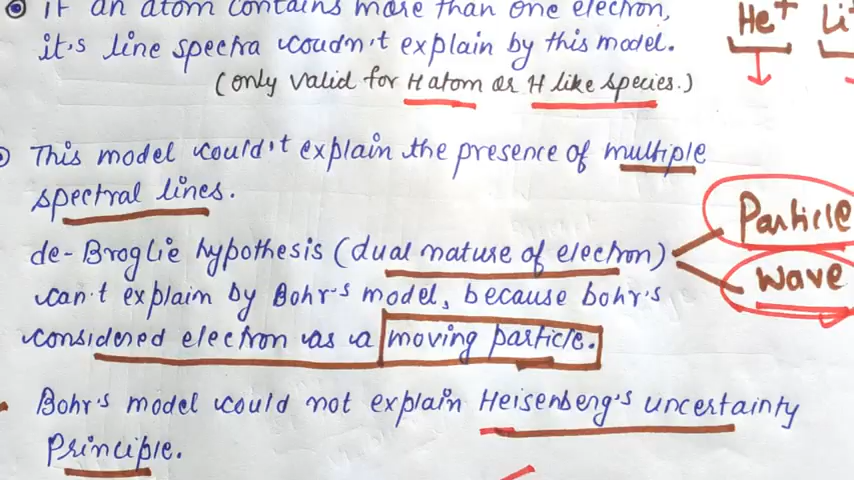 If an atom contains more than one electron,
it's line spectra coudn't explain by this model.
(only valid for H atom or H like species.)
He+
Li+
This model could't explain the presence of multiple
spectral lines.
de-Broglie hypothesis (dual nature of electron)
Particle
Wave
can't explain by Bohr's model, because bohr's
considered electron as a moving particle.
Bohr's model could not explain Heisenberg's uncertainty
Principle.